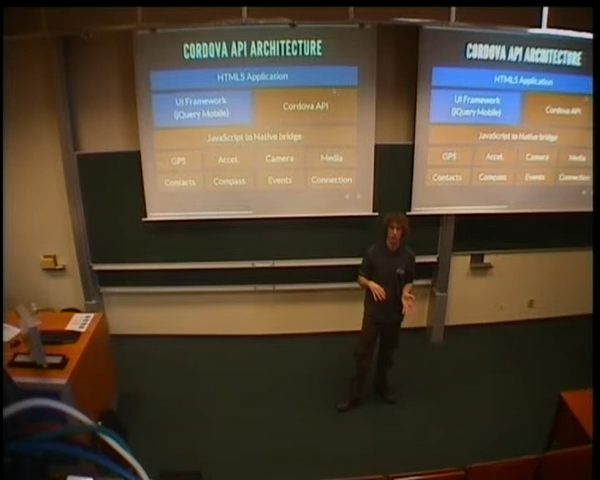 CORDOVA API ARCHITECTURE
HTML5 Application
UI Framework
(jQuery Mobile)
Cordova API
JavaScript to Native bridge
GPS Accel. Camera Media
Contacts Compass Events Connection
CORDOVA API ARCHITECTURE
HTML5 Application
UI Framework
(jQuery Mobile)
Cordova API
JavaScript to Native bridge
GPS Accel. Camera Media
Contacts Compass Events Connection